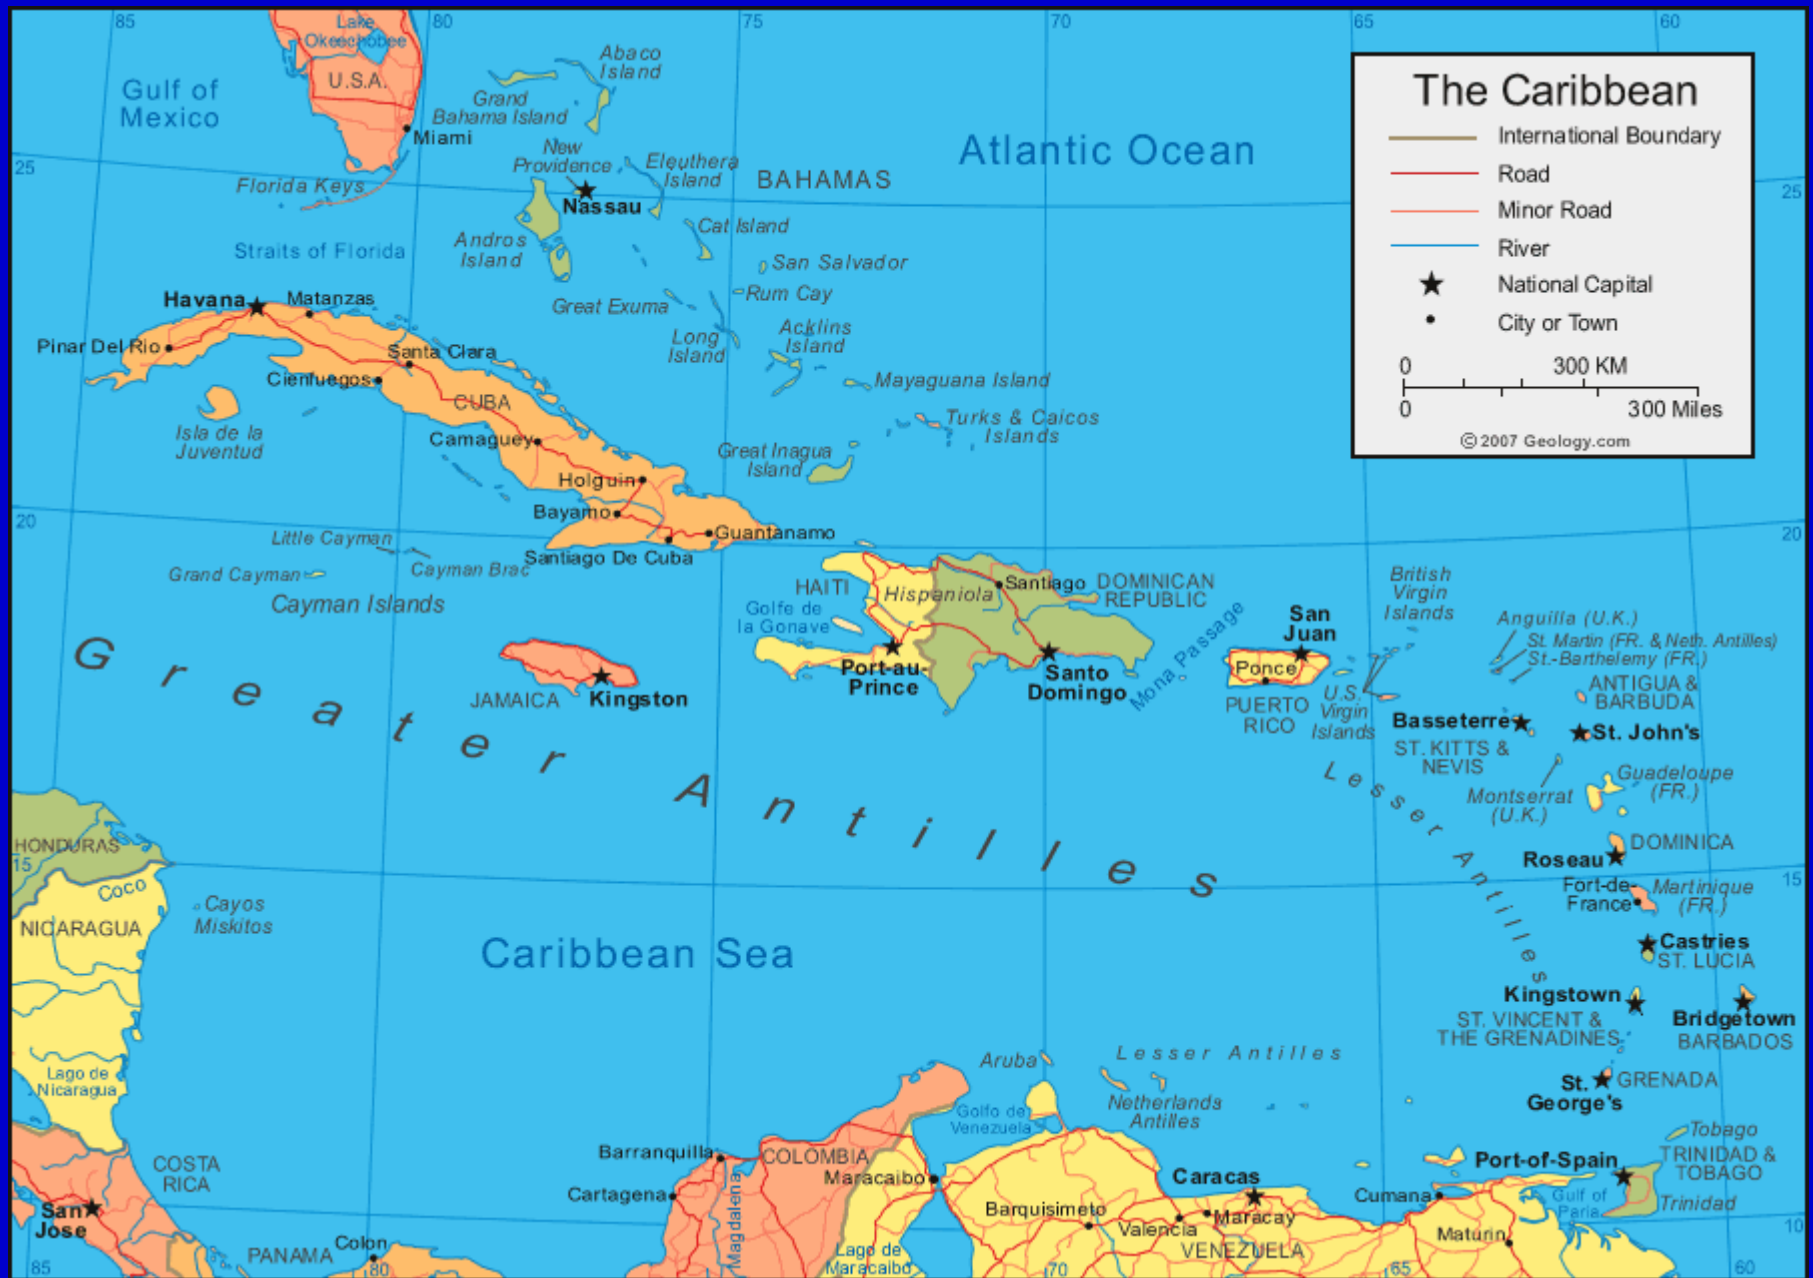 85
80
75
70
65
60
Lake
Okeechobee
U.S.A.
Gulf of
Mexico
Miami
Florida Keys
Straits of Florida
Abaco
Island
Grand
Bahama Island
New
Providence
Eleuthera
Island
Nassau
BAHAMAS
Atlantic Ocean
Andros
Island
Cat Island
San Salvador
Great Exuma
Rum Cay
Long
Island
Acklins
Island
Mayaguana Island
Turks & Caicos
Islands
Great Inagua
Island
The Caribbean
International Boundary
Road
Minor Road
River
National Capital
City or Town
0
300 KM
0
300 Miles
©2007 Geology.com
25
25
Havana
Matanzas
Pinar Del Rio
Santa Clara
Cienfuegos
CUBA
Isla de la
Juventud
Camaguey
Holguin
Bayamo
Guantanamo
Santiago De Cuba
20
20
Little Cayman
Grand Cayman
Cayman Brac
Cayman Islands
HAITI
Hispaniola
Santiago
DOMINICAN
REPUBLIC
Golfe de
la Gonave
Port-au-
Prince
Santo
Domingo
Mona Passage
JAMAICA
Kingston
San
Juan
Ponce
PUERTO
RICO
U.S.
Virgin
Islands
British
Virgin
Islands
Anguilla (U.K.)
St. Martin (FR. & Neth. Antilles)
St.-Barthelemy (FR.)
ANTIGUA &
BARBUDA
Basseterre
St. John's
ST. KITTS &
NEVIS
Montserrat
(U.K.)
Guadeloupe
(FR.)
Greater Antilles
Lesser Antilles
DOMINICA
Roseau
Fort-de-
France
Martinique
(FR.)
15
15
Castries
ST. LUCIA
Kingstown
ST. VINCENT &
THE GRENADINES
Bridgetown
BARBADOS
HONDURAS
Coco
NICARAGUA
Cayos
Miskitos
Caribbean Sea
Lago de
Nicaragua
Aruba
Lesser Antilles
Netherlands
Antilles
Golfo de
Venezuela
St.
George's
GRENADA
Tobago
TRINIDAD &
TOBAGO
Port-of-Spain
Trinidad
Gulf of
Paria
COSTA
RICA
San
Jose
PANAMA
Colon
Barranquilla
Cartagena
COLOMBIA
Magdalena
Maracaibo
Lago de
Maracaibo
Barquisimeto
Valencia
Caracas
Maracay
VENEZUELA
Cumana
Maturin
10
85
80
70
65
60